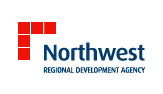 Northwest
REGIONAL DEVELOPMENT AGENCY